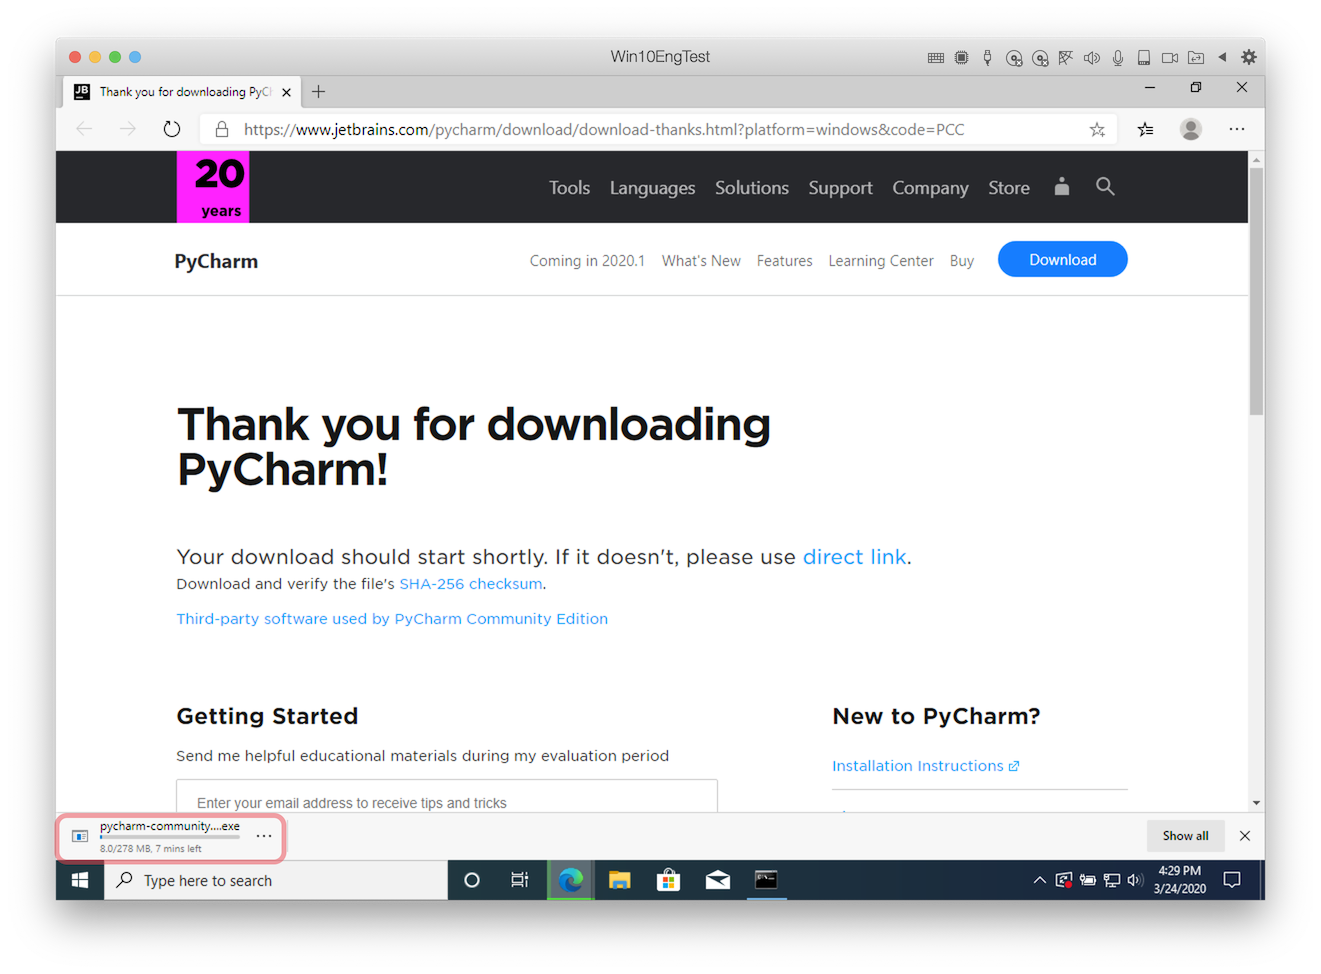 Win10EngTest
JB
Thank you for downloading PyCh
https://www.jetbrains.com/pycharm/download/download-thanks.html?platform=windows&code=PCC
20
years
Tools Languages Solutions Support Company Store
PyCharm
Coming in 2020.1 What's New Features Learning Center Buy Download
Thank you for downloading
PyCharm!
Your download should start shortly. If it doesn't, please use direct link.
Download and verify the file's SHA-256 checksum.
Third-party software used by PyCharm Community Edition
Getting Started
Send me helpful educational materials during my evaluation period
Enter your email address to receive tips and tricks
New to PyCharm?
Installation Instructions
pycharm-community....exe
8.0/278 MB, 7 mins left
Show all
Type here to search
4:29 PM
3/24/2020